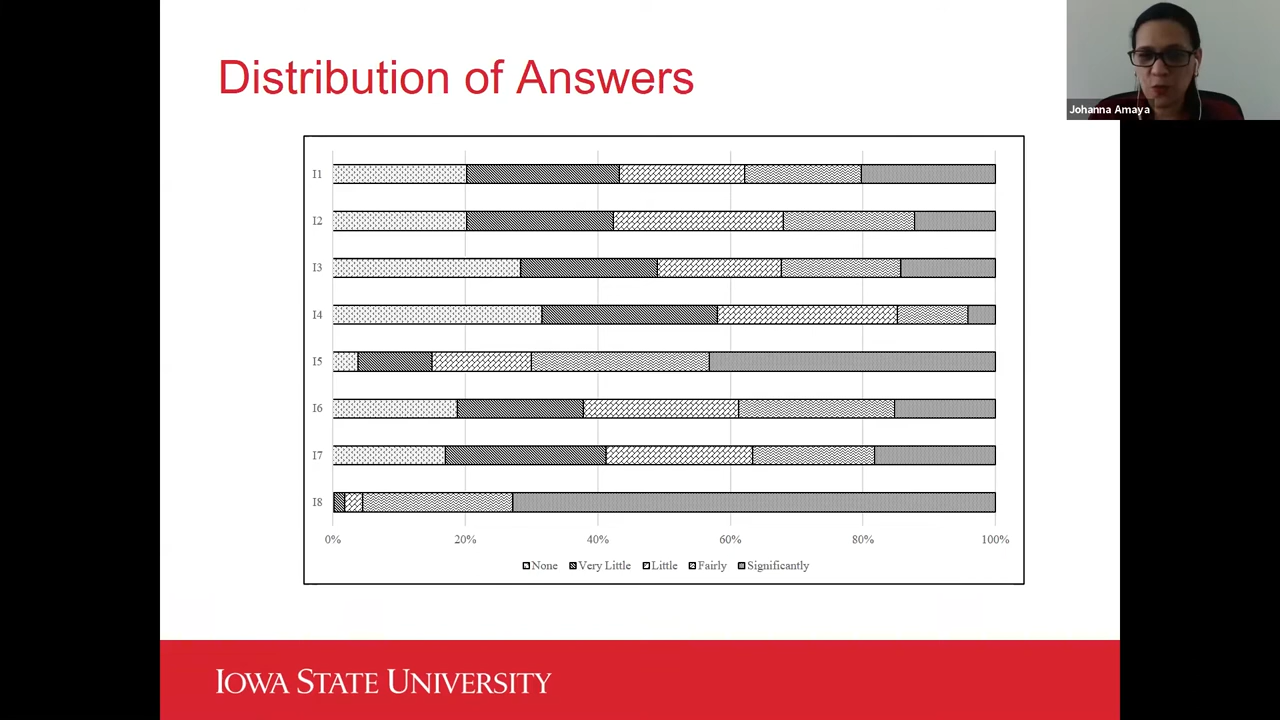 Distribution of Answers
Johanna Amaya
I1
I2
I3
I4
I5
I6
I7
I8
0% 20% 40% 60% 80% 100%
None Very Little Little Fairly Significantly
IOWA STATE UNIVERSITY